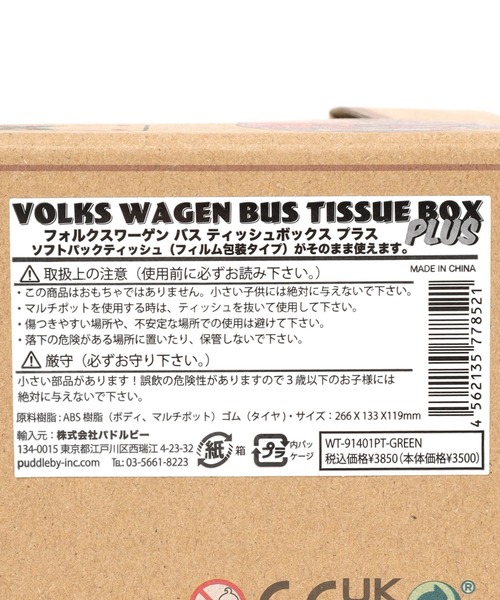 VOLKS WAGEN BUS TISSUE BOX
PLUS
フォルクスワーゲン バス ティッシュボックス プラス
ソフトパックティッシュ（フィルム包装タイプ）がそのまま使えます。
⚠取扱上の注意（使用前に必ずお読み下さい。）
MADE IN CHINA
・この商品はおもちゃではありません。小さい子供には絶対に与えないで下さい。
・マルチポットを使用する時は、ティッシュを抜いて使用して下さい。
・傷つきやすい場所や、不安定な場所での使用は避けて下さい。
・落下の危険がある場所に置いたり、保管しないで下さい。
⚠厳守（必ずお守り下さい。）
小さい部品があります！誤飲の危険性がありますので3歳以下のお子様には
絶対に与えないで下さい。
4 562135 778521
原料樹脂：ABS 樹脂（ボディ、マルチポット）ゴム（タイヤ）・サイズ：266 X 133 X119mm
輸入元：株式会社パドルビー
134-0015 東京都江戸川区西瑞江 4-23-32
puddleby-inc.com TEL: 03-5661-8223
紙 箱
プラ 内パッケージ
WT-91401PT-GREEN
税込価格¥3850（本体価格¥3500）
CE UK